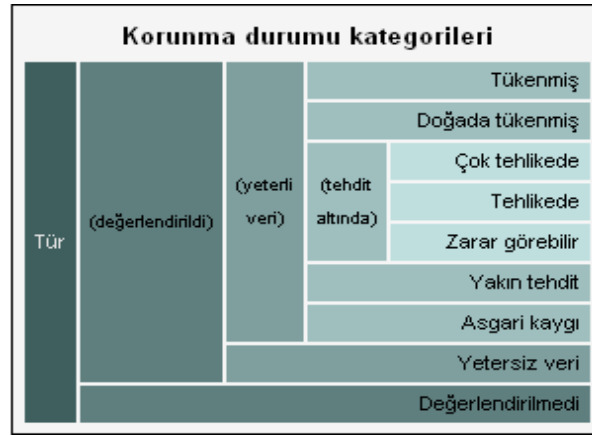 Korunma durumu kategorileri
Tür
(değerlendirildi)
(yeterli
veri)
Tükenmiş
Doğada tükenmiş
(tehdit
altında)
Çok tehlikede
Tehlikede
Zarar görebilir
Yakın tehdit
Asgari kaygı
Yetersiz veri
Değerlendirilmedi